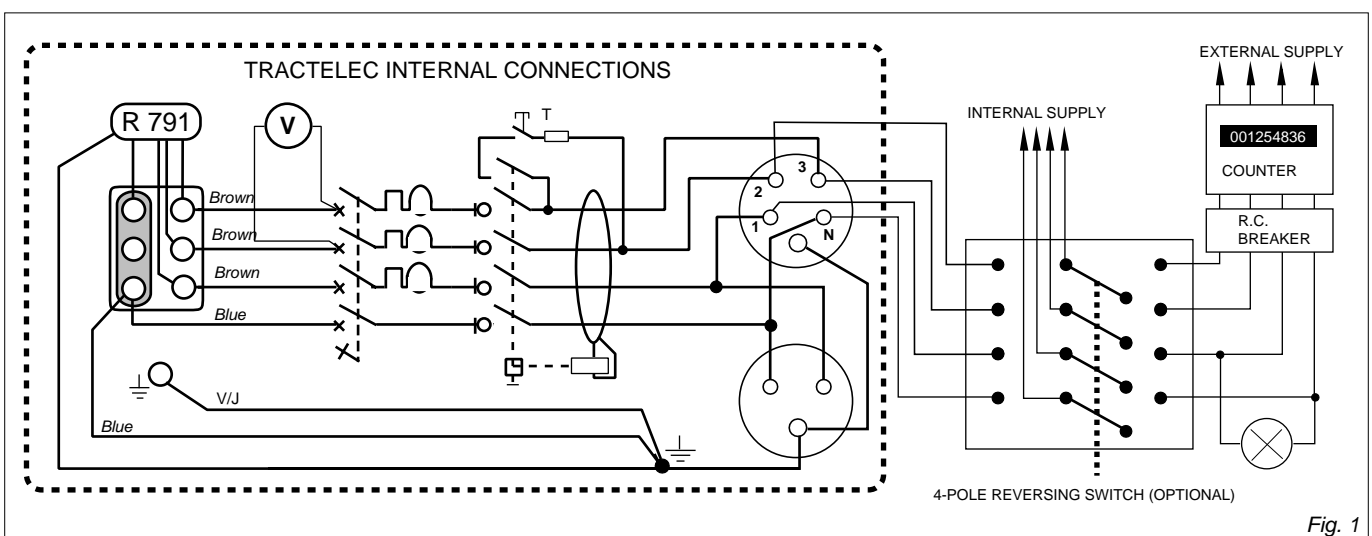 TRACTELEC INTERNAL CONNECTIONS
EXTERNAL SUPPLY
INTERNAL SUPPLY
R 791
V
T
001254836
COUNTER
R.C.
BREAKER
Brown
Brown
Brown
Blue
3
2
1
N
V/J
Blue
4-POLE REVERSING SWITCH (OPTIONAL)
Fig. 1